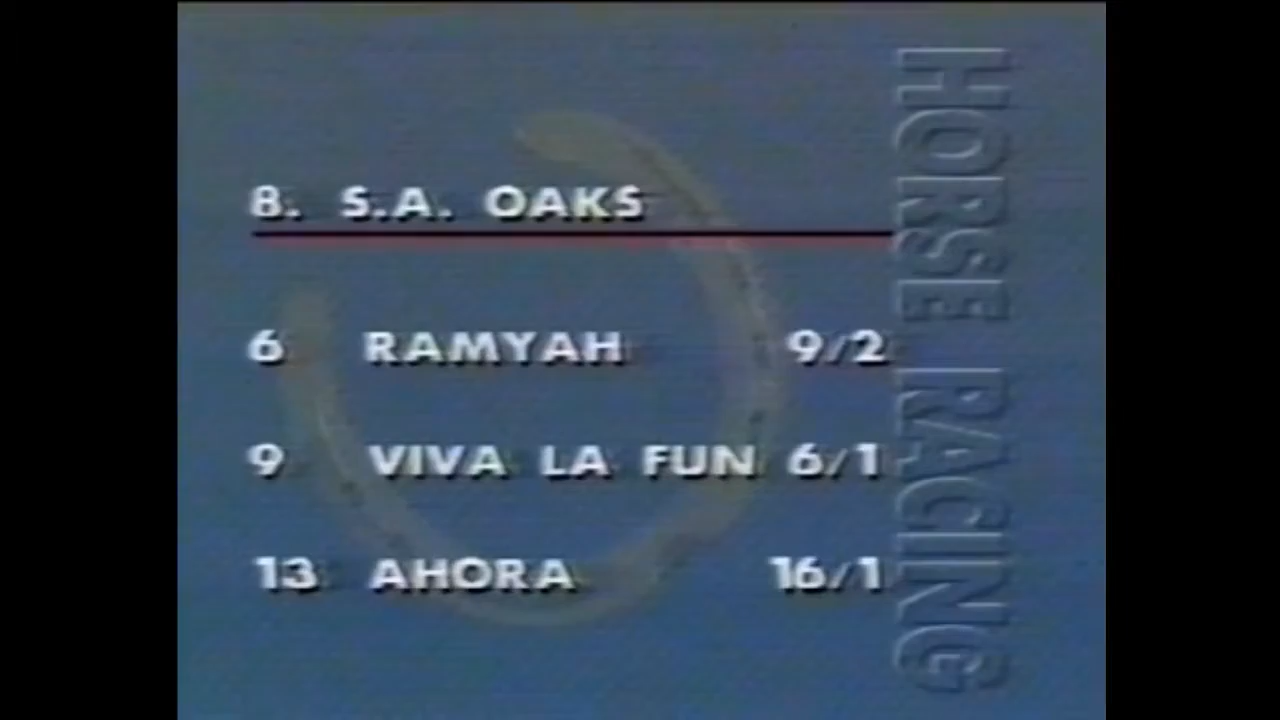 8. S.A. OAKS
6 RAMYAH 9/2
9 VIVA LA FUN 6/1
13 AHORA 16/1
HORSE RACING